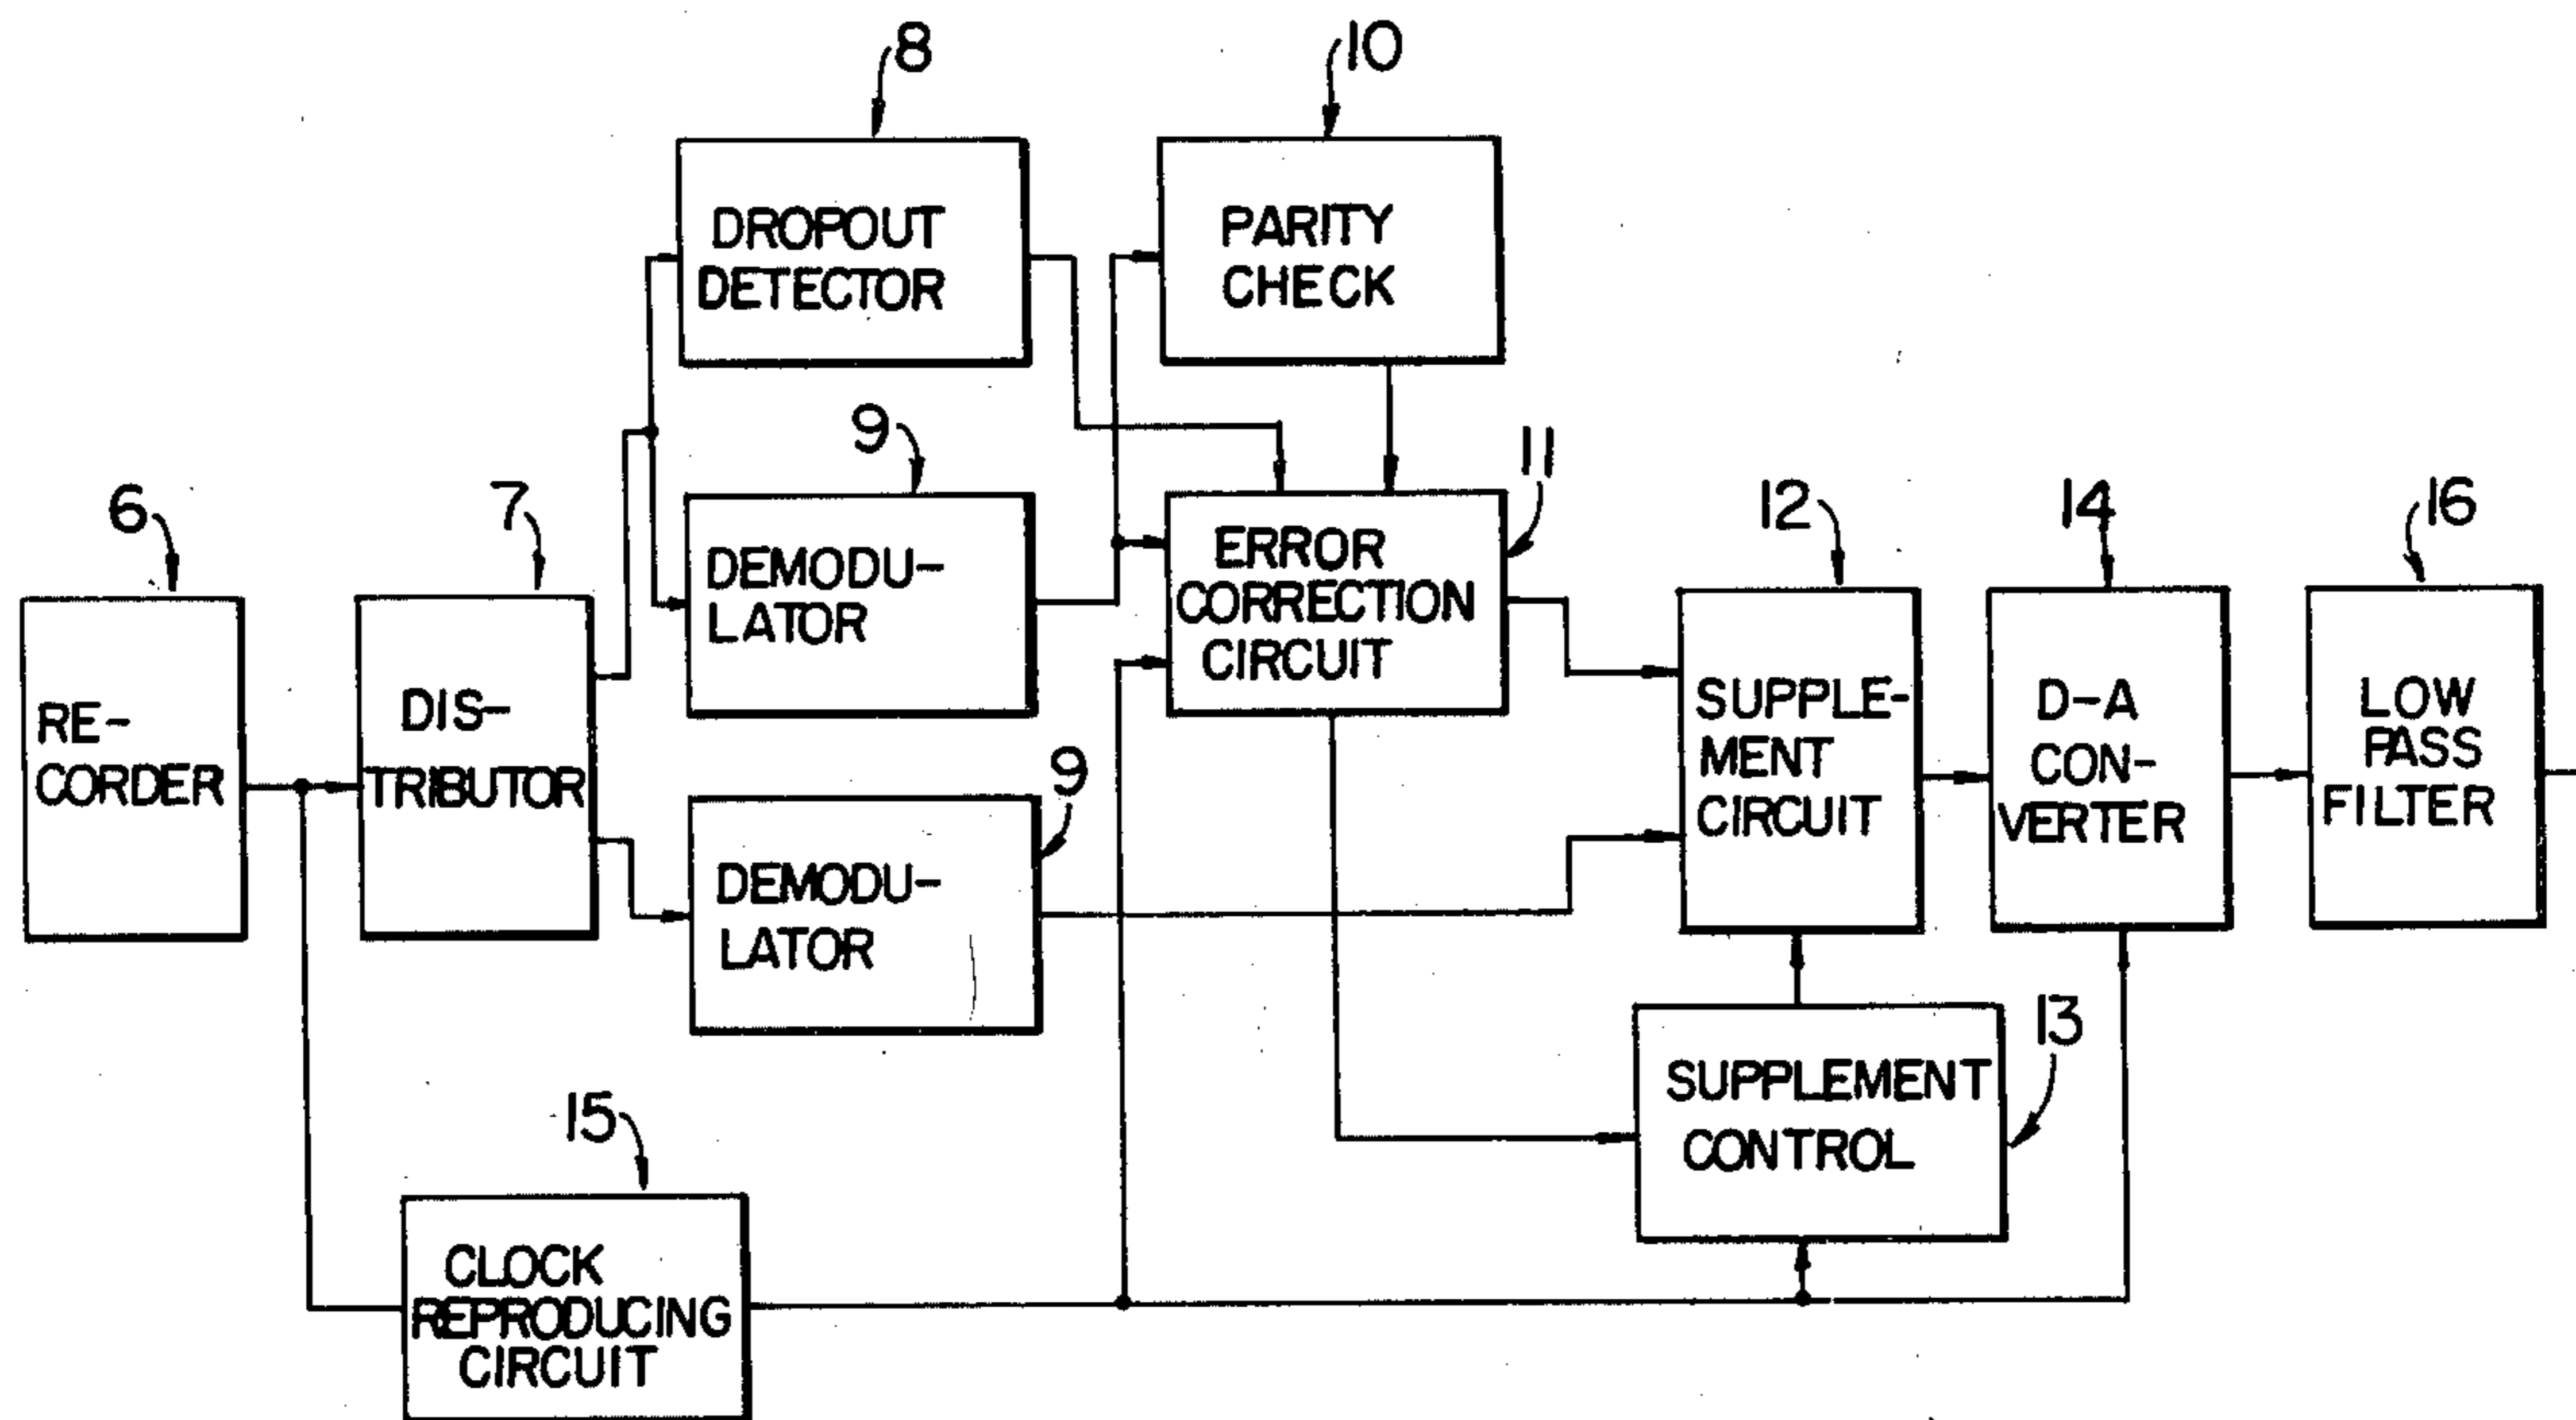 8
DROPOUT
DETECTOR
10
PARITY
CHECK
6
RE-
CORDER
7
DIS-
TRIBUTOR
9
DEMODU-
LATOR
11
ERROR
CORRECTION
CIRCUIT
9
DEMODU-
LATOR
12
SUPPLE-
MENT
CIRCUIT
14
D-A
CON-
VERTER
16
LOW
PASS
FILTER
13
SUPPLEMENT
CONTROL
15
CLOCK
REPRODUCING
CIRCUIT